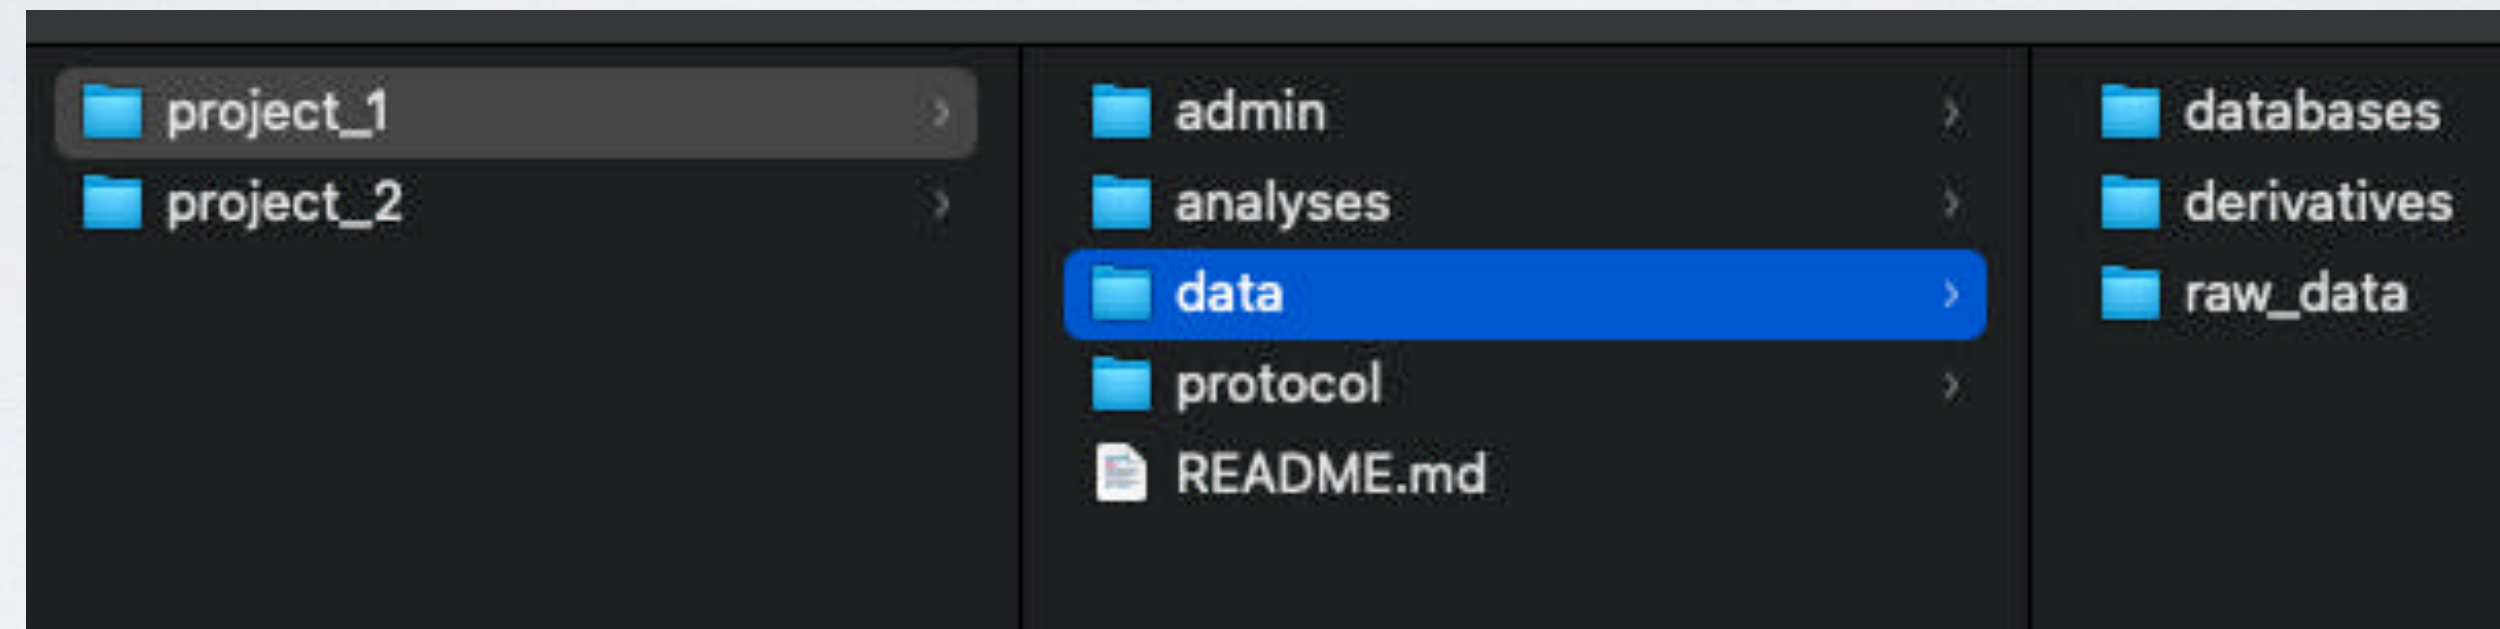 project_1
project_2
admin
analyses
data
protocol
README.md
databases
derivatives
raw_data